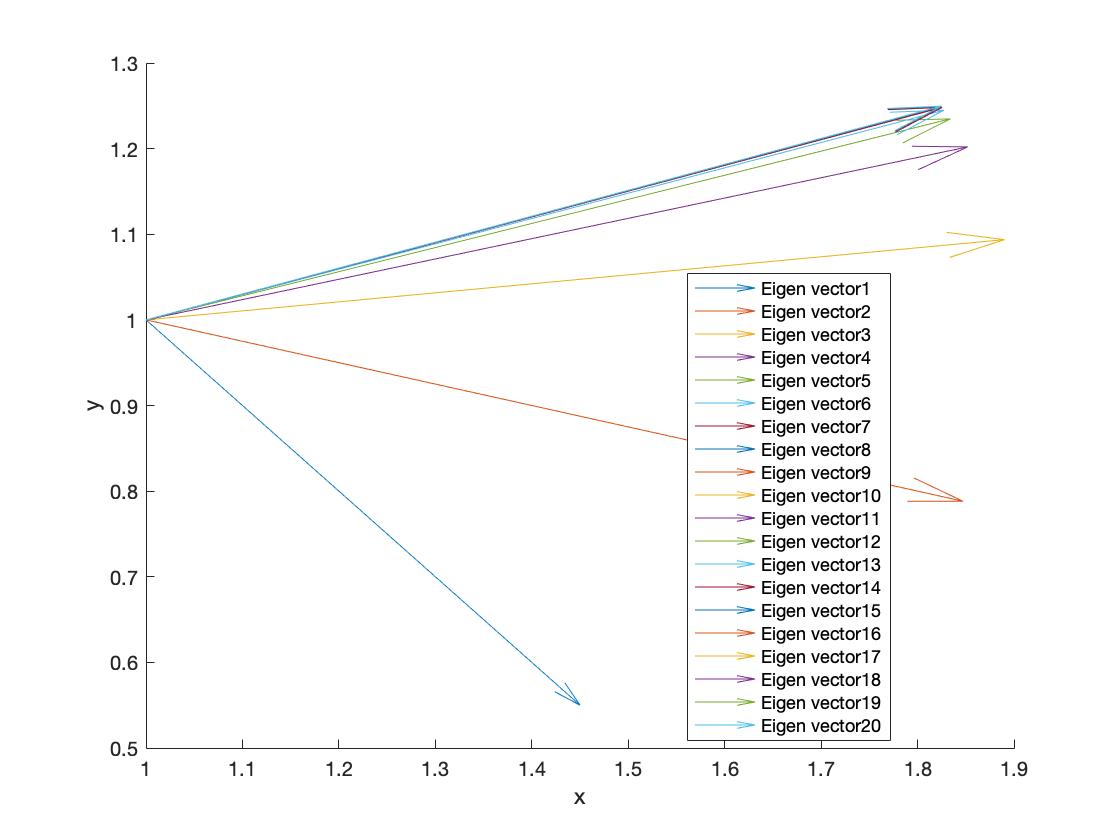 1.3
1.2
1.1
1
0.9
0.8
0.7
0.6
0.5
y
1 1.1 1.2 1.3 1.4 1.5 1.6 1.7 1.8 1.9
x
Eigen vector1
Eigen vector2
Eigen vector3
Eigen vector4
Eigen vector5
Eigen vector6
Eigen vector7
Eigen vector8
Eigen vector9
Eigen vector10
Eigen vector11
Eigen vector12
Eigen vector13
Eigen vector14
Eigen vector15
Eigen vector16
Eigen vector17
Eigen vector18
Eigen vector19
Eigen vector20